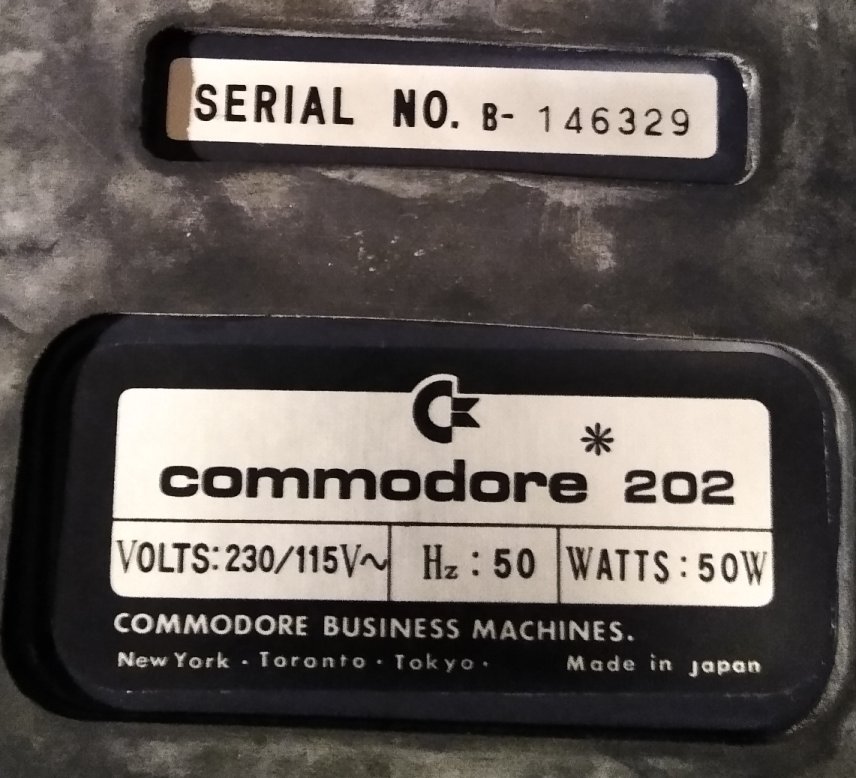 SERIAL NO. B- 146329
commodore* 202
VOLTS:230/115V~ Hz : 50 WATTS : 50W
COMMODORE BUSINESS MACHINES.
New York · Toronto · Tokyo · Made in Japan